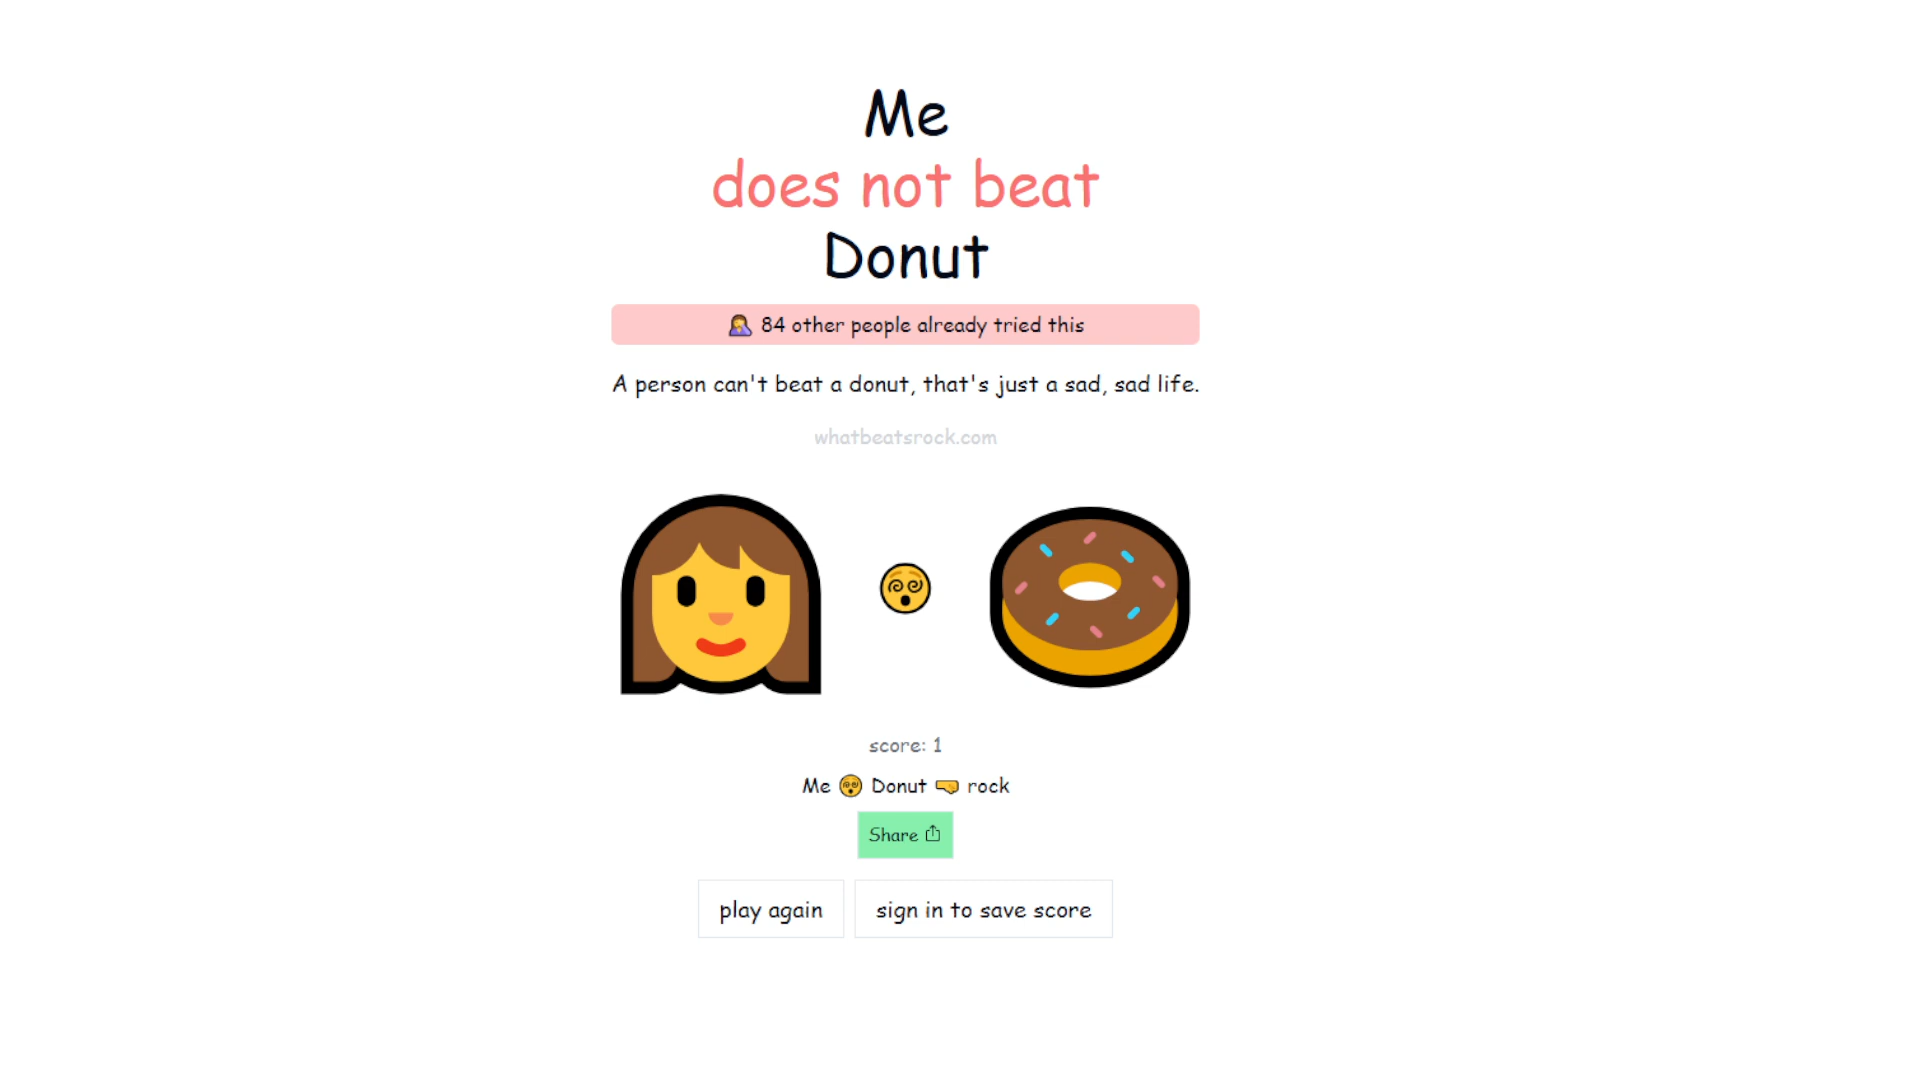 Me
does not beat
Donut
84 other people already tried this
A person can't beat a donut, that's just a sad, sad life.
whatbeatsrock.com
score: 1
Me 😵‍💫 Donut 🤜 rock
Share
play again
sign in to save score